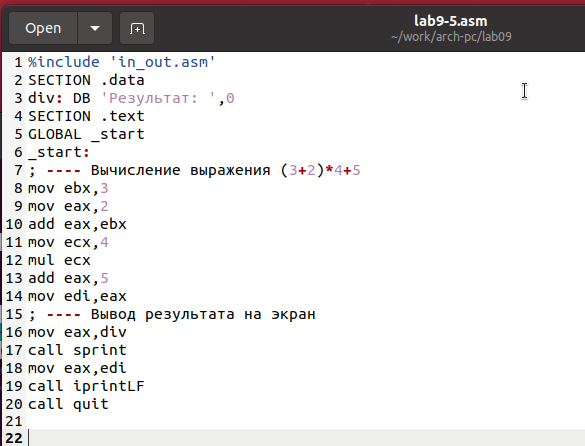 Open
lab9-5.asm
~/work/arch-pc/lab09
1 %include 'in_out.asm'
2 SECTION .data
3 div: DB 'Результат: ',0
4 SECTION .text
5 GLOBAL _start
6 _start:
7 ; ---- Вычисление выражения (3+2)*4+5
8 mov ebx,3
9 mov eax,2
10 add eax,ebx
11 mov ecx,4
12 mul ecx
13 add eax,5
14 mov edi,eax
15 ; ---- Вывод результата на экран
16 mov eax,div
17 call sprint
18 mov eax,edi
19 call iprintLF
20 call quit
21
22